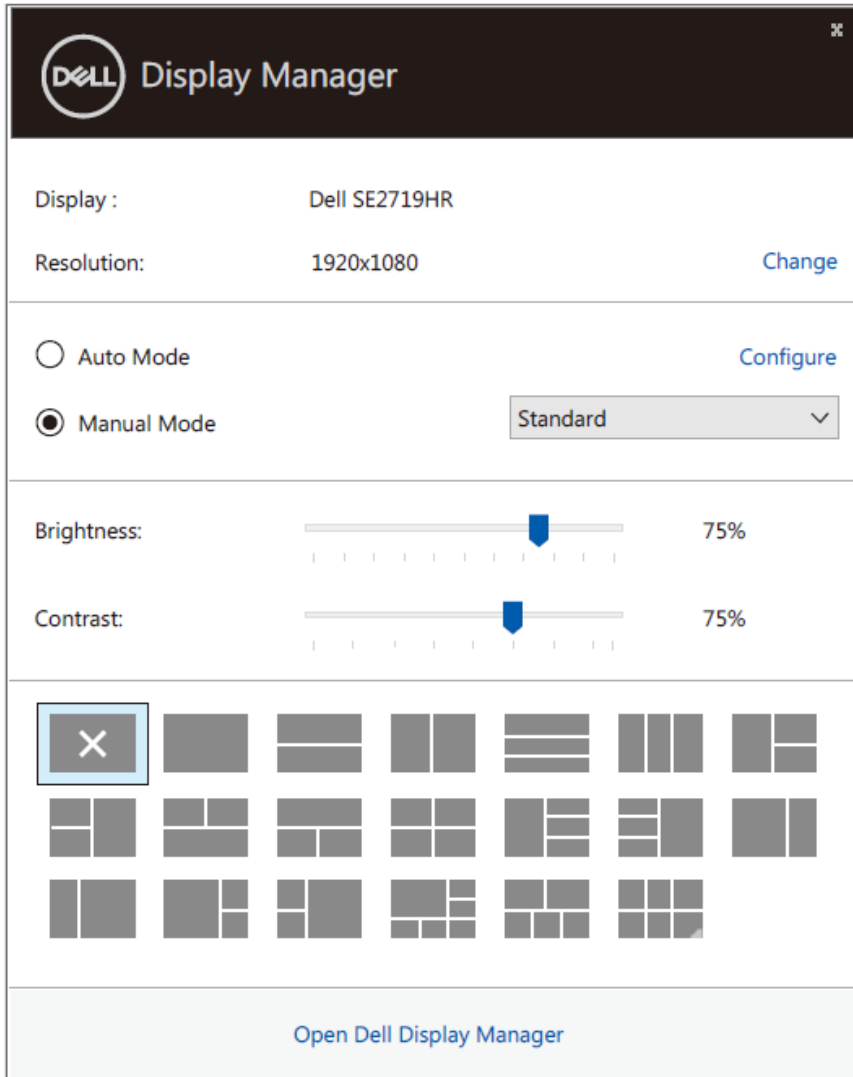 DELL Display Manager
Display : Dell SE2719HR
Resolution: 1920x1080 Change
Auto Mode Configure
Manual Mode Standard
Brightness: 75%
Contrast: 75%
Open Dell Display Manager